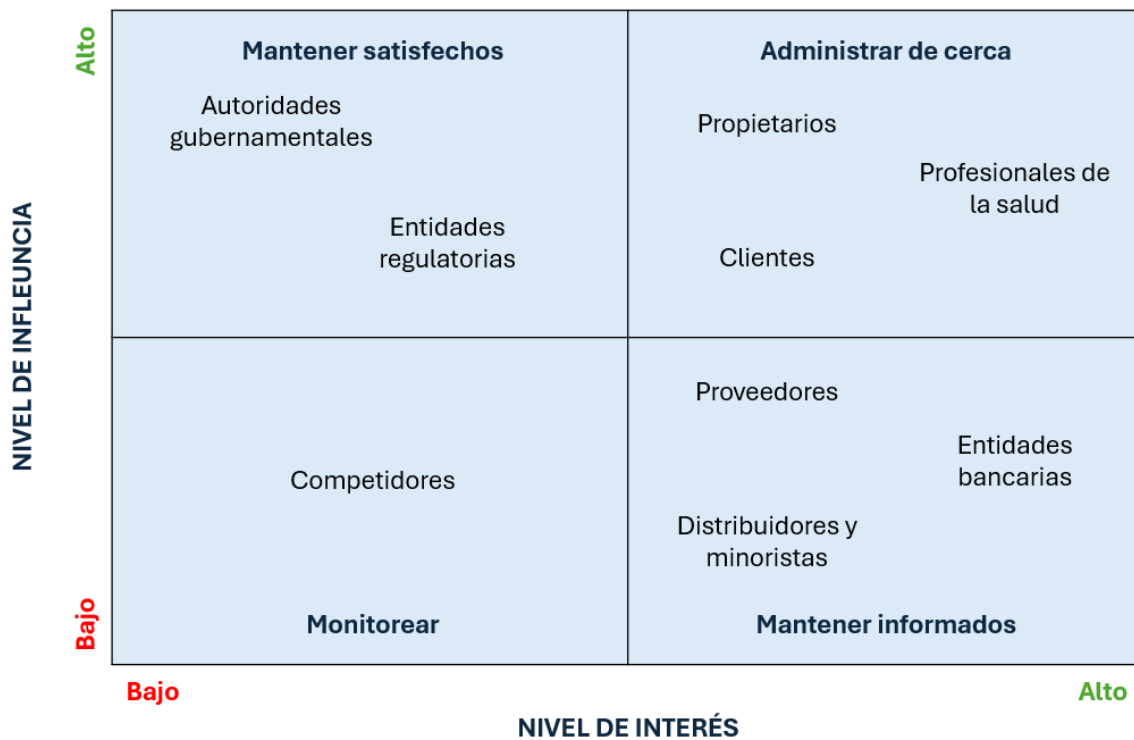 Alto
Mantener satisfechos
Administrar de cerca
Autoridades
gubernamentales
Propietarios
Profesionales de
la salud
Entidades
regulatorias
Clientes
NIVEL DE INFLEUNCIA
Proveedores
Entidades
bancarias
Competidores
Distribuidores y
minoristas
Bajo
Monitorear
Mantener informados
Bajo
Alto
NIVEL DE INTERÉS